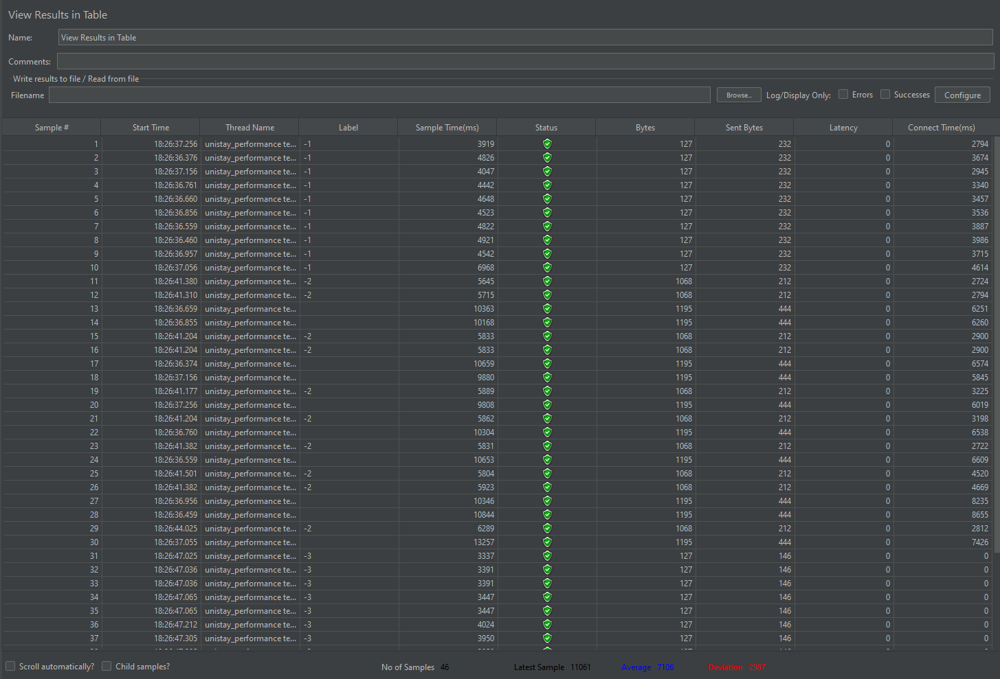 View Results in Table
Name: View Results in Table
Comments:
Write results to file / Read from file
Filename Browse... Log/Display Only: Errors Successes Configure
Sample # Start Time Thread Name Label Sample Time(ms) Status Bytes Sent Bytes Latency Connect Time(ms)
1 18:26:37.256 unistay_performance te... -1 3919 127 232 0 2794
2 18:26:36.376 unistay_performance te... -1 4826 127 232 0 3674
3 18:26:37.156 unistay_performance te... -1 4047 127 232 0 2945
4 18:26:36.761 unistay_performance te... -1 4442 127 232 0 3340
5 18:26:36.660 unistay_performance te... -1 4648 127 232 0 3457
6 18:26:36.856 unistay_performance te... -1 4523 127 232 0 3536
7 18:26:36.559 unistay_performance te... -1 4822 127 232 0 3887
8 18:26:36.460 unistay_performance te... -1 4921 127 232 0 3986
9 18:26:36.957 unistay_performance te... -1 4542 127 232 0 3715
10 18:26:37.056 unistay_performance te... -1 6968 127 232 0 4614
11 18:26:41.380 unistay_performance te... -2 5645 1068 212 0 2724
12 18:26:41.310 unistay_performance te... -2 5715 1068 212 0 2794
13 18:26:36.659 unistay_performance te... 10363 1195 444 0 6251
14 18:26:36.855 unistay_performance te... 10168 1195 444 0 6260
15 18:26:41.204 unistay_performance te... -2 5833 1068 212 0 2900
16 18:26:41.204 unistay_performance te... -2 5833 1068 212 0 2900
17 18:26:36.374 unistay_performance te... 10659 1195 444 0 6574
18 18:26:37.156 unistay_performance te... 9880 1195 444 0 5845
19 18:26:41.177 unistay_performance te... -2 5889 1068 212 0 3225
20 18:26:37.256 unistay_performance te... 9808 1195 444 0 6019
21 18:26:41.204 unistay_performance te... -2 5862 1068 212 0 3198
22 18:26:36.760 unistay_performance te... 10304 1195 444 0 6538
23 18:26:41.382 unistay_performance te... -2 5831 1068 212 0 2722
24 18:26:36.559 unistay_performance te... 10653 1195 444 0 6609
25 18:26:41.501 unistay_performance te... -2 5804 1068 212 0 4520
26 18:26:41.382 unistay_performance te... -2 5923 1068 212 0 4669
27 18:26:36.956 unistay_performance te... 10346 1195 444 0 8235
28 18:26:36.459 unistay_performance te... 10844 1195 444 0 8655
29 18:26:44.025 unistay_performance te... -2 6289 1068 212 0 2812
30 18:26:37.055 unistay_performance te... 13257 1195 444 0 7426
31 18:26:47.025 unistay_performance te... -3 3337 127 146 0 0
32 18:26:47.036 unistay_performance te... -3 3391 127 146 0 0
33 18:26:47.036 unistay_performance te... -3 3391 127 146 0 0
34 18:26:47.065 unistay_performance te... -3 3447 127 146 0 0
35 18:26:47.065 unistay_performance te... -3 3447 127 146 0 0
36 18:26:47.212 unistay_performance te... -3 4024 127 146 0 0
37 18:26:47.305 unistay_performance te... -3 3950 127 146 0 0
Scroll automatically? Child samples? No of Samples 46 Latest Sample 11061 Average 7106 Deviation 2987